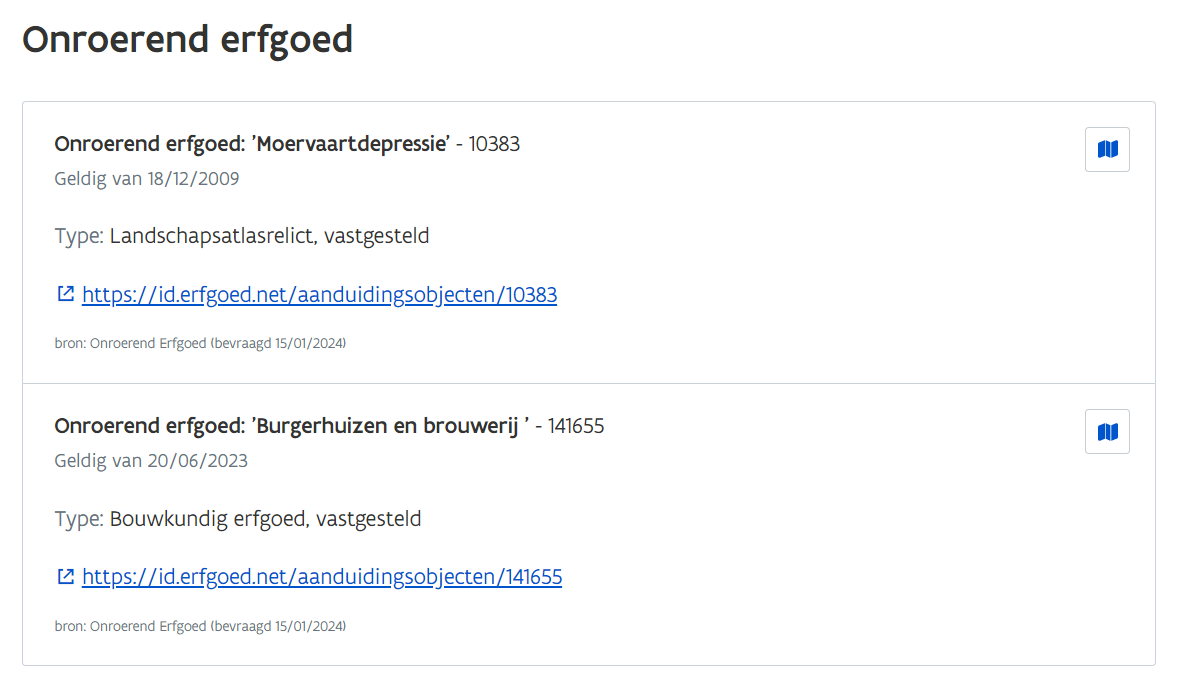 Onroerend erfgoed
Onroerend erfgoed: 'Moervaartdepressie' - 10383
Geldig van 18/12/2009
Type: Landschapsatlasrelict, vastgesteld
https://id.erfgoed.net/aanduidingsobjecten/10383
bron: Onroerend Erfgoed (bevraagd 15/01/2024)
Onroerend erfgoed: 'Burgerhuizen en brouwerij ' - 141655
Geldig van 20/06/2023
Type: Bouwkundig erfgoed, vastgesteld
https://id.erfgoed.net/aanduidingsobjecten/141655
bron: Onroerend Erfgoed (bevraagd 15/01/2024)